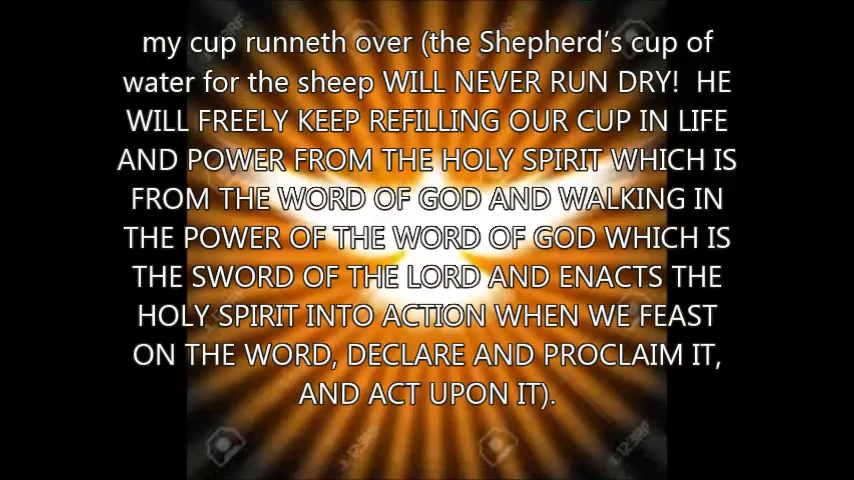 my cup runneth over (the Shepherd’s cup of
water for the sheep WILL NEVER RUN DRY!  HE
WILL FREELY KEEP REFILLING OUR CUP IN LIFE
AND POWER FROM THE HOLY SPIRIT WHICH IS
FROM THE WORD OF GOD AND WALKING IN
THE POWER OF THE WORD OF GOD WHICH IS
THE SWORD OF THE LORD AND ENACTS THE
HOLY SPIRIT INTO ACTION WHEN WE FEAST
ON THE WORD, DECLARE AND PROCLAIM IT,
AND ACT UPON IT).
123RF
123RF